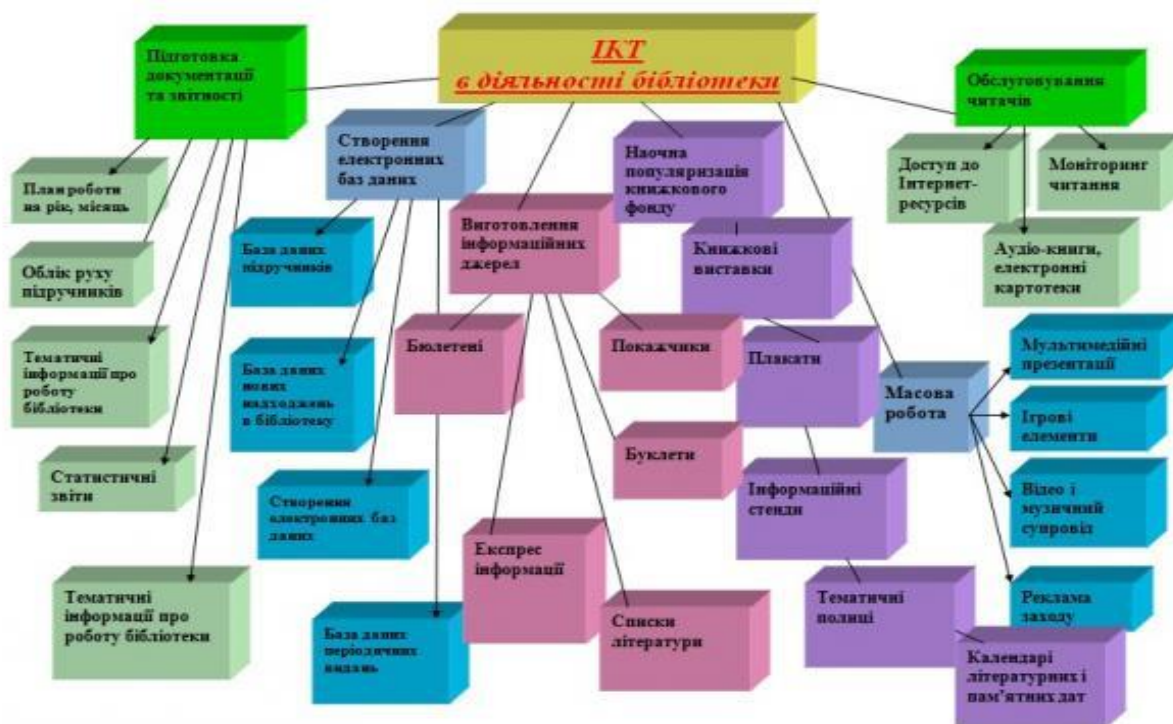 ІКТ
в діяльності бібліотеки
Підготовка
документації
та звітності
План роботи
на рік, місяць
Облік руху
підручників
Тематичні
інформації про
роботу
бібліотеки
Статистичні
звіти
Тематичні
інформації про
роботу бібліотеки
Створення
електронних
баз даних
База даних
підручників
База даних
нових
надходжень
в бібліотеку
Створення
електронних баз
даних
База даних
періодичних
видань
Виготовлення
інформаційних
джерел
Бюлетені
Покажчики
Буклети
Експрес
інформації
Списки
літератури
Наочна
популяризація
книжкового
фонду
Книжкові
виставки
Плакати
Інформаційні
стенди
Тематичні
полиці
Календарі
літературних і
пам’ятних дат
Масова
робота
Мультимедійні
презентації
Ігрові
елементи
Відео і
музичний
супровід
Реклама
заходу
Обслуговування
читачів
Доступ до
Інтернет-
ресурсів
Моніторинг
читання
Аудіо-книги,
електронні
картотеки